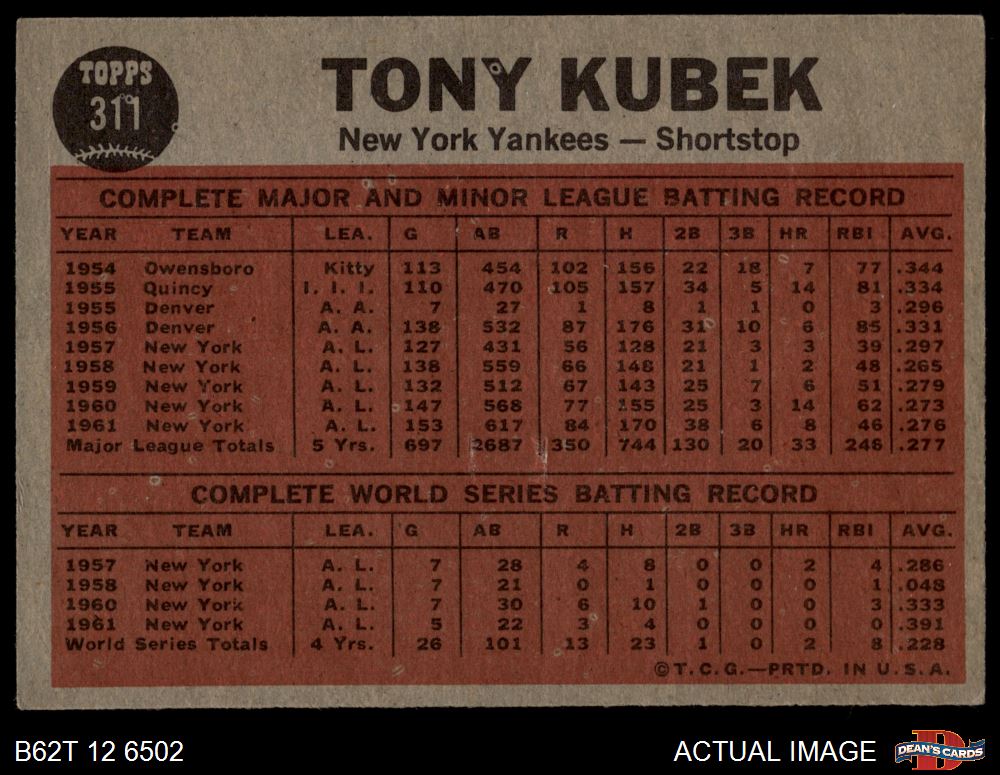 TOPPS
311
TONY KUBEK
New York Yankees — Shortstop
COMPLETE MAJOR AND MINOR LEAGUE BATTING RECORD
YEAR TEAM LEA. G AB R H 2B 3B HR RBI AVG.
1954 Owensboro Kitty 113 454 102 156 22 18 7 77 .344
1955 Quincy I. I. I. 110 470 105 157 34 5 14 81 .334
1955 Denver A. A. 7 27 1 8 1 1 0 3 .296
1956 Denver A. A. 138 532 87 176 31 10 6 85 .331
1957 New York A. L. 127 431 56 128 21 3 3 39 .297
1958 New York A. L. 138 559 66 148 21 1 2 48 .265
1959 New York A. L. 132 512 67 143 25 7 6 51 .279
1960 New York A. L. 147 568 77 155 25 3 14 62 .273
1961 New York A. L. 153 617 84 170 38 6 8 46 .276
Major League Totals 5 Yrs. 697 2687 350 744 130 20 33 246 .277
COMPLETE WORLD SERIES BATTING RECORD
YEAR TEAM LEA. G AB R H 2B 3B HR RBI AVG.
1957 New York A. L. 7 28 4 8 0 0 2 4 .286
1958 New York A. L. 7 21 0 1 0 0 0 1 .048
1960 New York A. L. 7 30 6 10 1 0 0 3 .333
1961 New York A. L. 5 22 3 4 0 0 0 0 .391
World Series Totals 4 Yrs. 26 101 13 23 1 0 2 8 .228
©T.C.G.—PRTD. IN U.S.A.
B62T 12 6502
ACTUAL IMAGE
D
DEAN'S CARDS